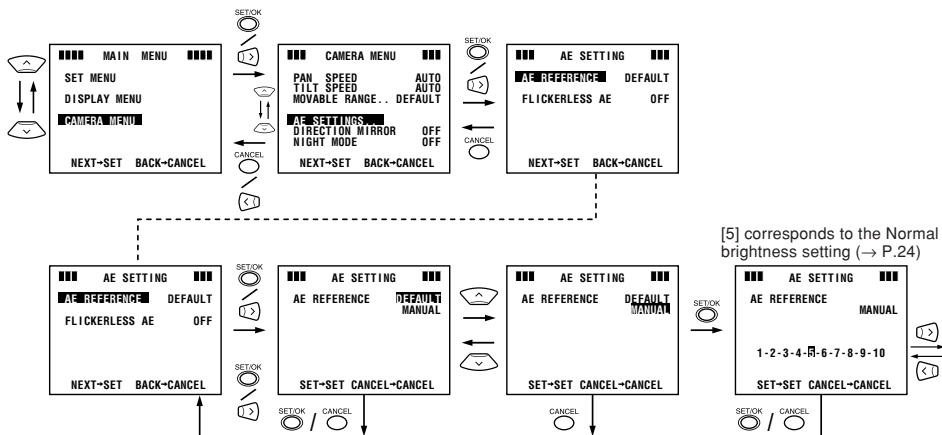 SET/OK
MAIN MENU
SET MENU
DISPLAY MENU
CAMERA MENU
NEXT→SET BACK→CANCEL
CANCEL
CAMERA MENU
PAN SPEED AUTO
TILT SPEED AUTO
MOVABLE RANGE.. DEFAULT
AE SETTINGS..
DIRECTION MIRROR OFF
NIGHT MODE OFF
NEXT→SET BACK→CANCEL
SET/OK
CANCEL
AE SETTING
AE REFERENCE DEFAULT
FLICKERLESS AE OFF
NEXT→SET BACK→CANCEL
[5] corresponds to the Normal
brightness setting (→ P.24)
AE SETTING
AE REFERENCE DEFAULT
FLICKERLESS AE OFF
NEXT→SET BACK→CANCEL
SET/OK
SET/OK
AE SETTING
AE REFERENCE DEFAULT
MANUAL
SET→SET CANCEL→CANCEL
SET/OK / CANCEL
AE SETTING
AE REFERENCE DEFAULT
MANUAL
SET→SET CANCEL→CANCEL
CANCEL
SET/OK
AE SETTING
AE REFERENCE
MANUAL
1-2-3-4-5-6-7-8-9-10
SET→SET CANCEL→CANCEL
SET/OK / CANCEL